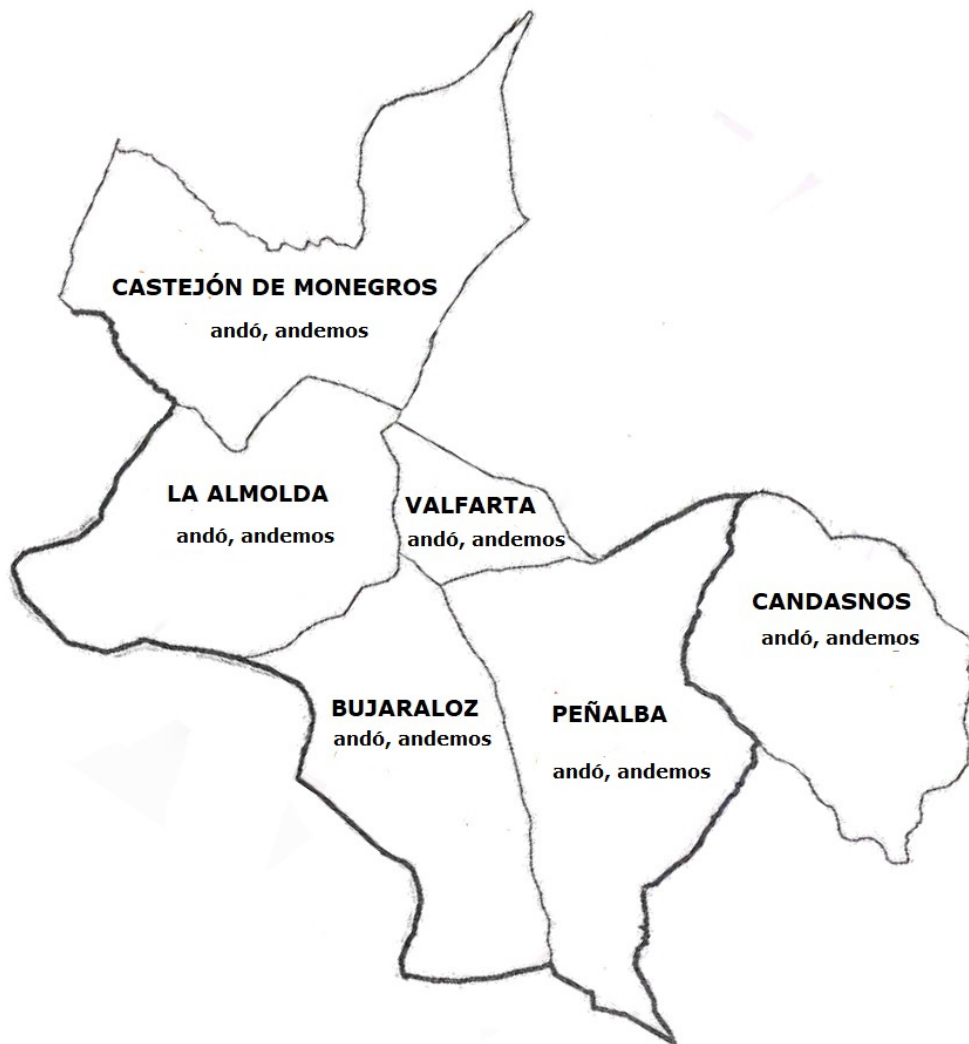 CASTEJÓN DE MONEGROS
andó, andemos
LA ALMOLDA
andó, andemos
VALFARTA
andó, andemos
CANDASNOS
andó, andemos
BUJARALOZ
andó, andemos
PEÑALBA
andó, andemos